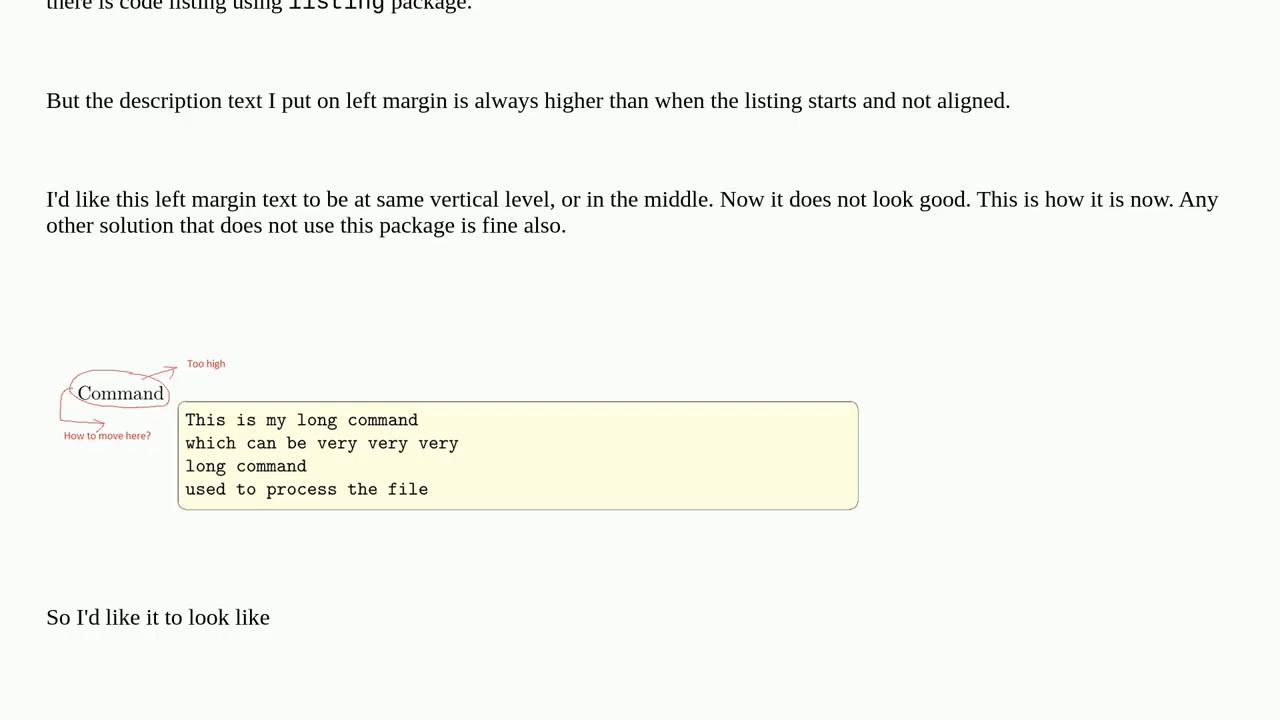 there is code listing using listing package.
But the description text I put on left margin is always higher than when the listing starts and not aligned.
I'd like this left margin text to be at same vertical level, or in the middle. Now it does not look good. This is how it is now. Any
other solution that does not use this package is fine also.
Too high
Command
How to move here?
This is my long command
which can be very very very
long command
used to process the file
So I'd like it to look like